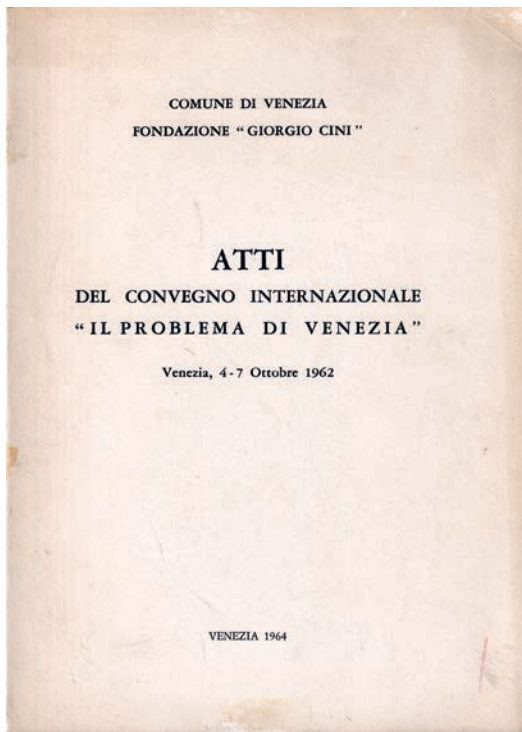 COMUNE DI VENEZIA
FONDAZIONE "GIORGIO CINI"
ATTI
DEL CONVEGNO INTERNAZIONALE
"IL PROBLEMA DI VENEZIA"
Venezia, 4-7 Ottobre 1962
VENEZIA 1964